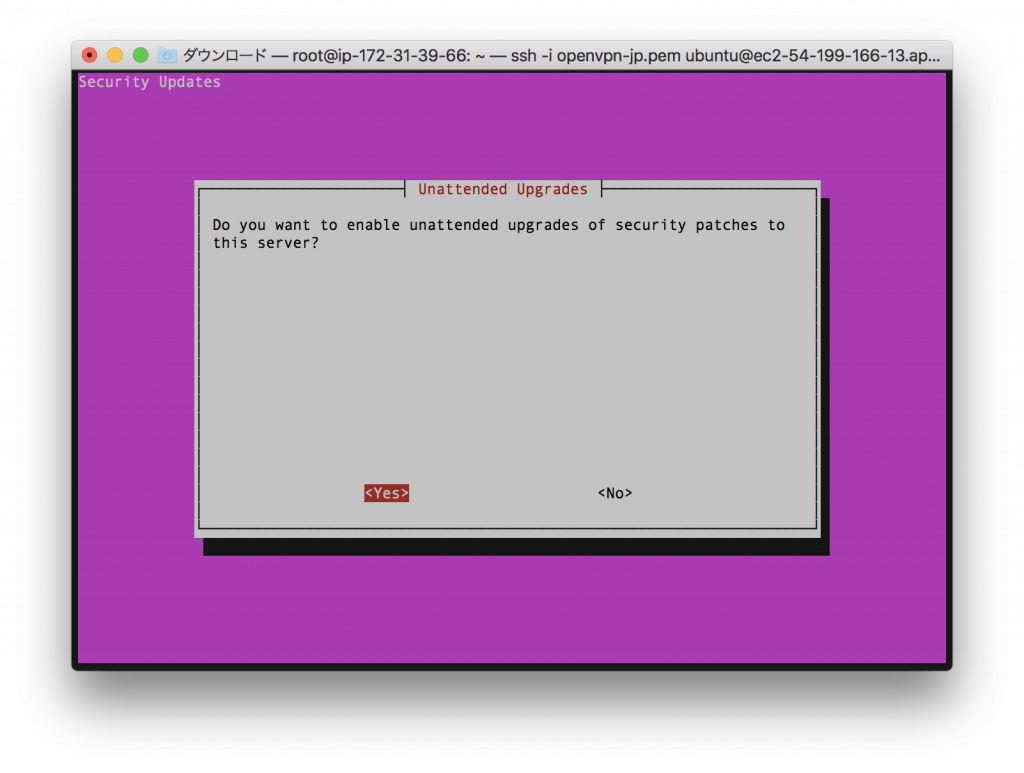 ダウンロード — root@ip-172-31-39-66: ~ — ssh -i openvpn-jp.pem ubuntu@ec2-54-199-166-13.ap...
Security Updates
Unattended Upgrades
Do you want to enable unattended upgrades of security patches to
this server?
<Yes> <No>